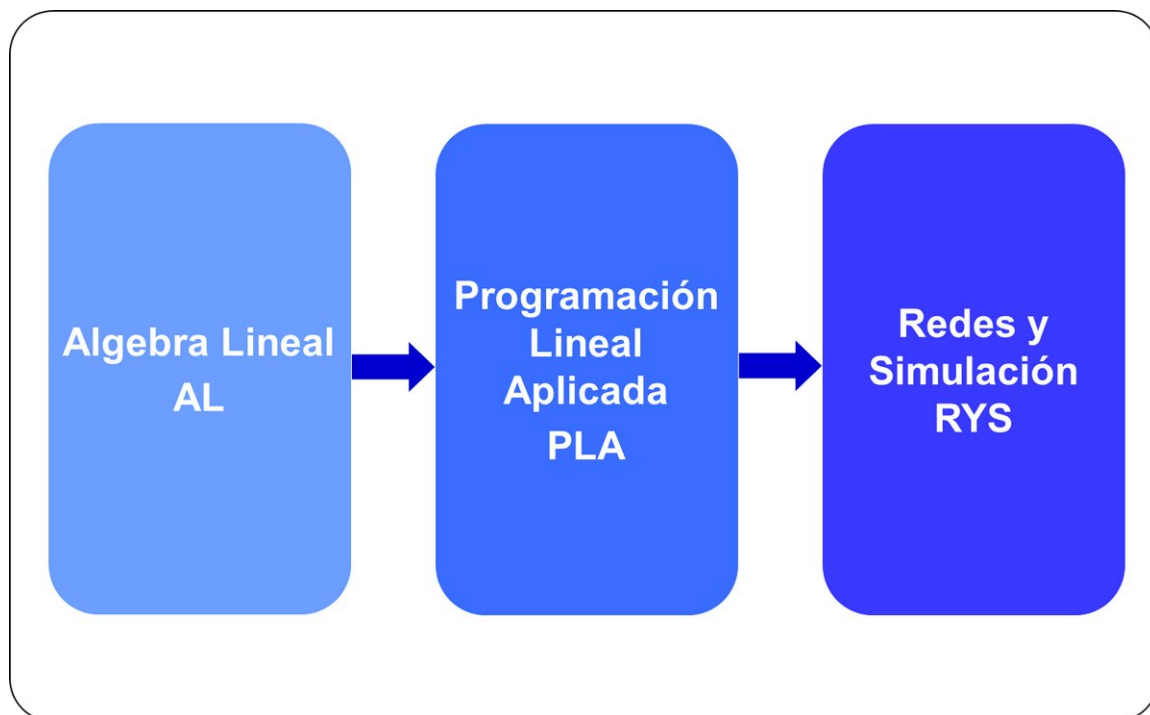 Algebra Lineal
AL
Programación
Lineal
Aplicada
PLA
Redes y
Simulación
RYS